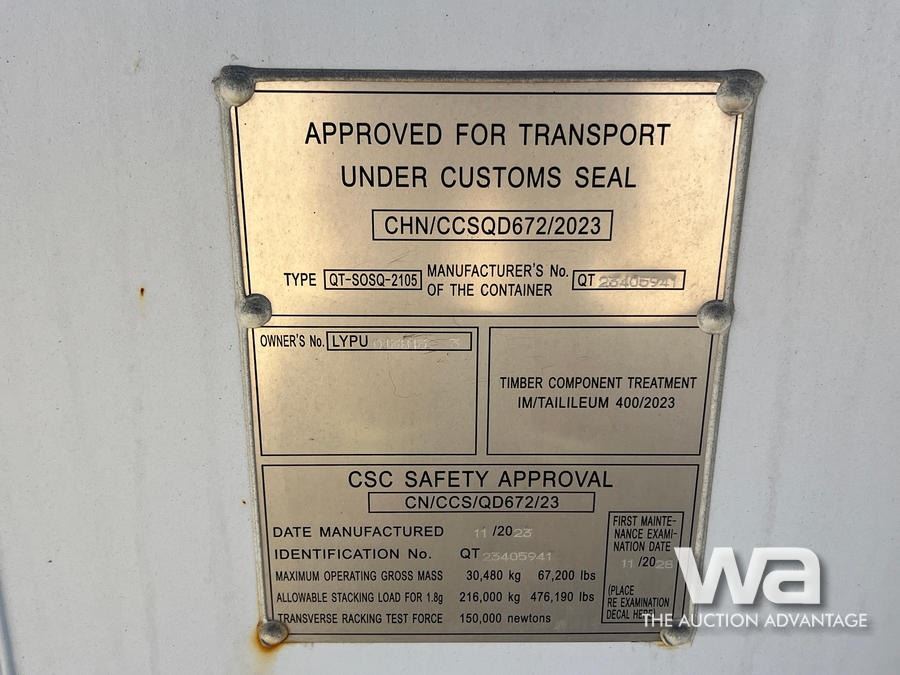 APPROVED FOR TRANSPORT
UNDER CUSTOMS SEAL
CHN/CCSQD672/2023
TYPE QT-SOSQ-2105 MANUFACTURER'S No. OF THE CONTAINER QT 23405941
OWNER'S No. LYPU
TIMBER COMPONENT TREATMENT
IM/TAILILEUM 400/2023
CSC SAFETY APPROVAL
CN/CCS/QD672/23
DATE MANUFACTURED 11 /20 23
IDENTIFICATION No. QT 23405941
MAXIMUM OPERATING GROSS MASS 30,480 kg 67,200 lbs
ALLOWABLE STACKING LOAD FOR 1.8g 216,000 kg 476,190 lbs
TRANSVERSE RACKING TEST FORCE 150,000 newtons
FIRST MAINTE-
NANCE EXAMI-
NATION DATE
11 /20 28
(PLACE
RE EXAMINATION
DECAL HERE)
wa
THE AUCTION ADVANTAGE